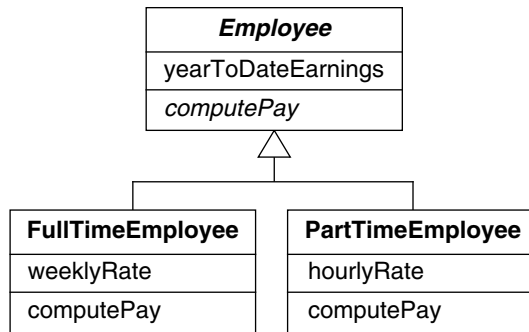 Employee
yearToDateEarnings
computePay
FullTimeEmployee
weeklyRate
computePay
PartTimeEmployee
hourlyRate
computePay